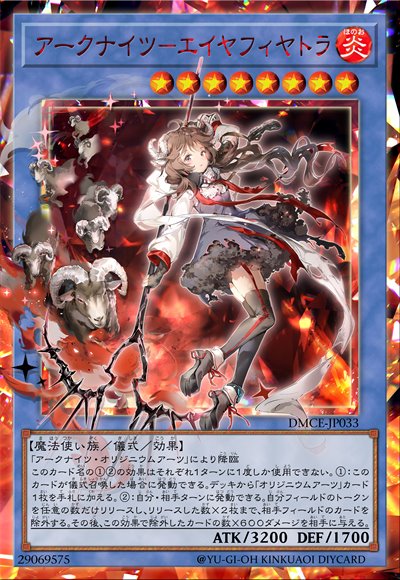 アークナイツーエイヤフィヤトラ
炎
ほのお
DMCE-JP033
【魔法使い族／儀式／効果】
「アークナイツ・オリジニウムアーツ」により降臨
このカード名の①②の効果はそれぞれ1ターンに1度しか使用できない。①：この
カードが儀式召喚した場合に発動できる。デッキから「オリジニウムアーツ」カード
1枚を手札に加える。②：自分・相手ターンに発動できる。自分フィールドのトークン
を任意の数だけリリースし、リリースした数×2枚まで、相手フィールドのカードを
除外する。その後、この効果で除外したカードの数×600ダメージを相手に与える。
ATK/3200 DEF/1700
29069575
@YU-GI-OH KINKUAOI DIYCARD